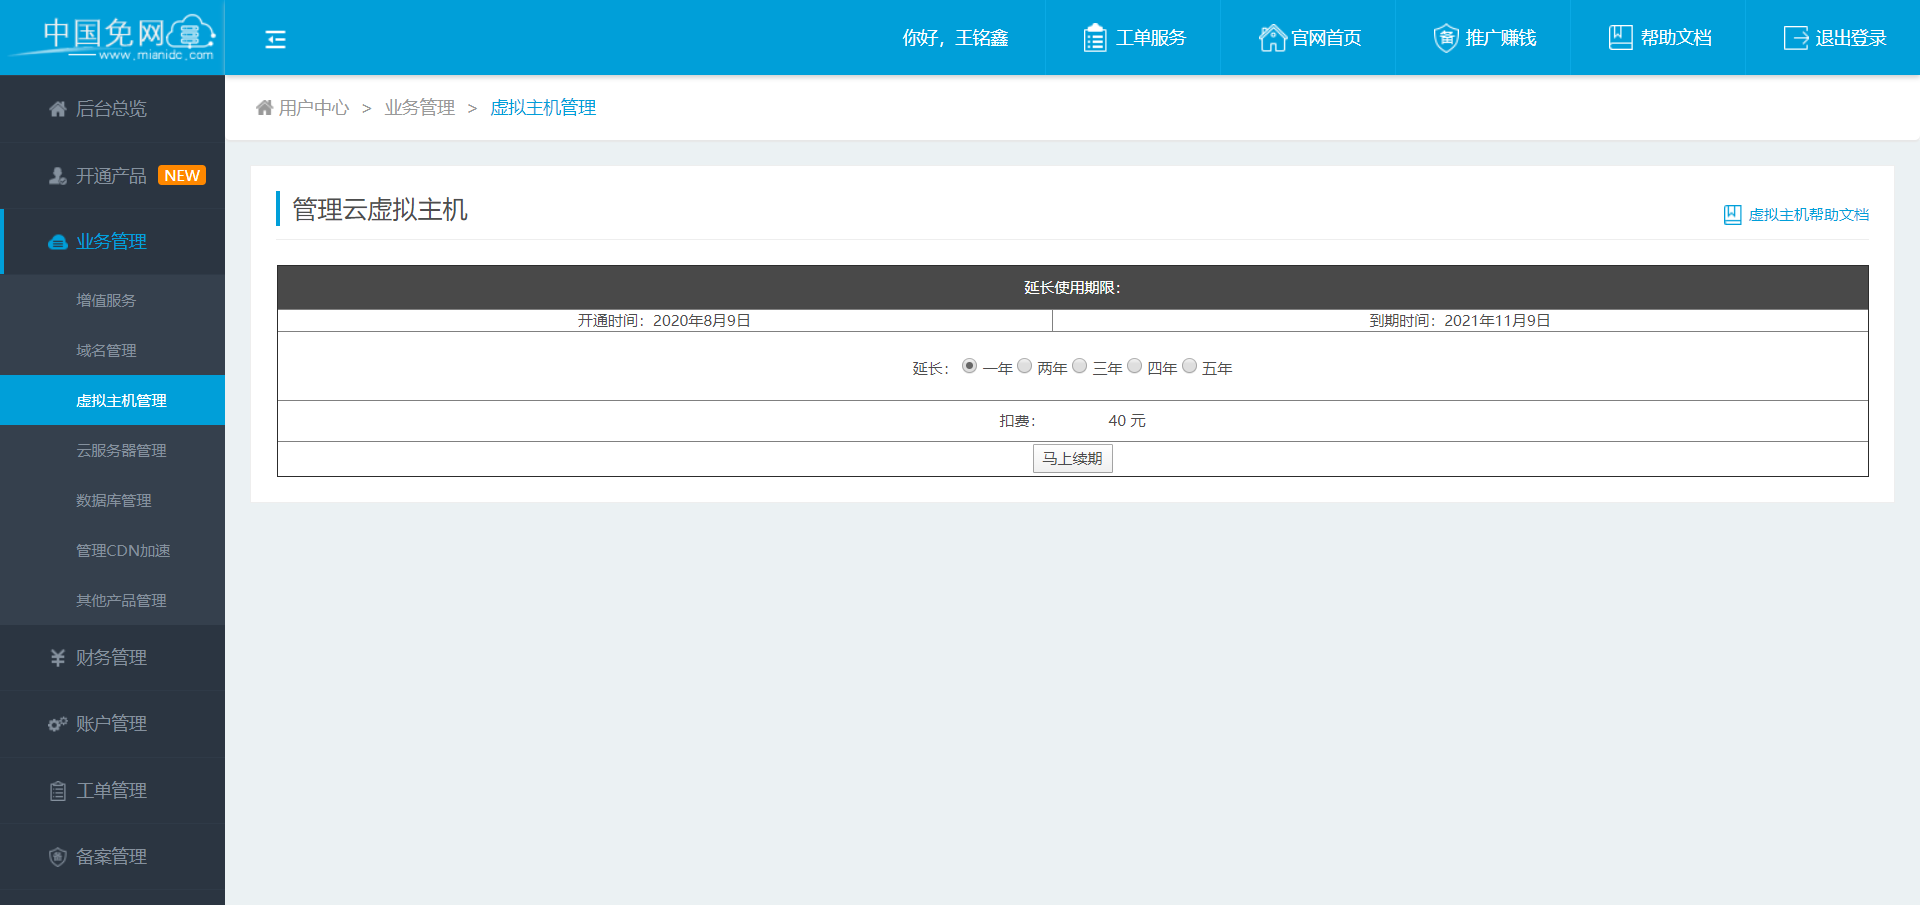 中国免网
www.mianidc.com
你好，王铭鑫
工单服务
官网首页
推广赚钱
帮助文档
退出登录
后台总览
开通产品 NEW
业务管理
增值服务
域名管理
虚拟主机管理
云服务器管理
数据库管理
管理CDN加速
其他产品管理
财务管理
账户管理
工单管理
备案管理
用户中心 > 业务管理 > 虚拟主机管理
管理云虚拟主机
虚拟主机帮助文档
延长使用期限：
开通时间：2020年8月9日
到期时间：2021年11月9日
延长： 一年 两年 三年 四年 五年
扣费： 40 元
马上续期